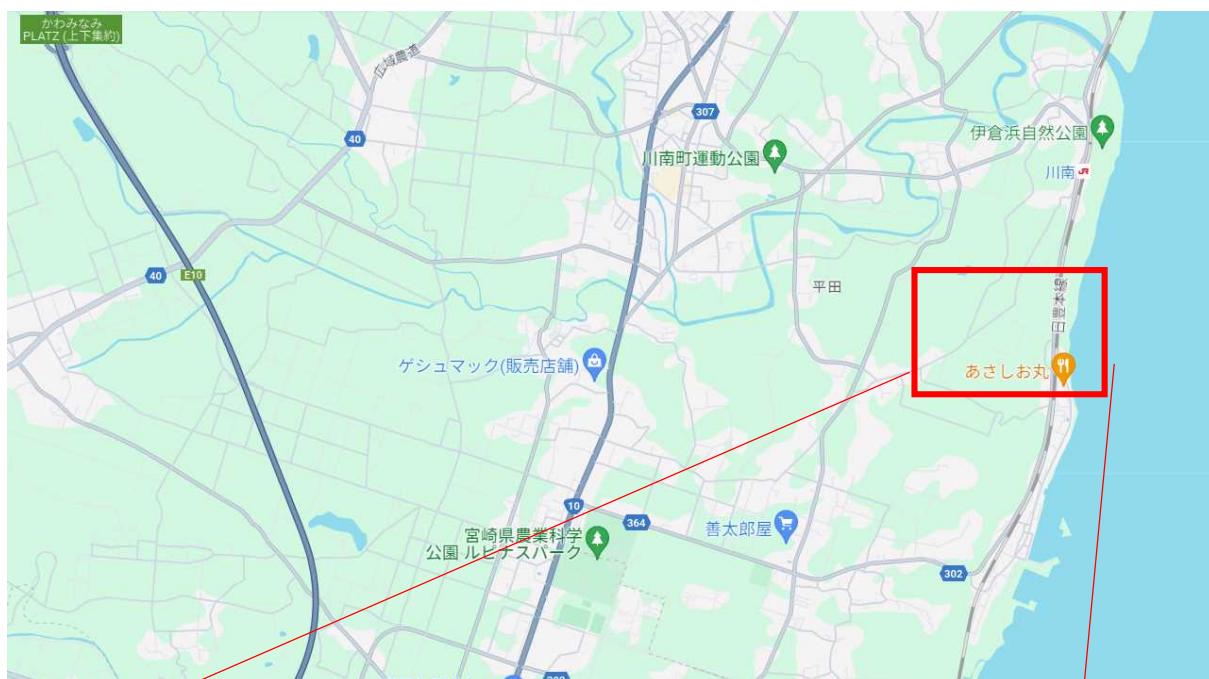 かわみなみ
PLATZ (上下集約)
広域農道
307
40
伊倉浜自然公園
川南町運動公園
川南
JR
40
E10
平田
日豊本線
ゲシュマック(販売店舗)
あさしお丸
10
364
善太郎屋
宮崎県農業科学
公園 ルピナスパーク
302